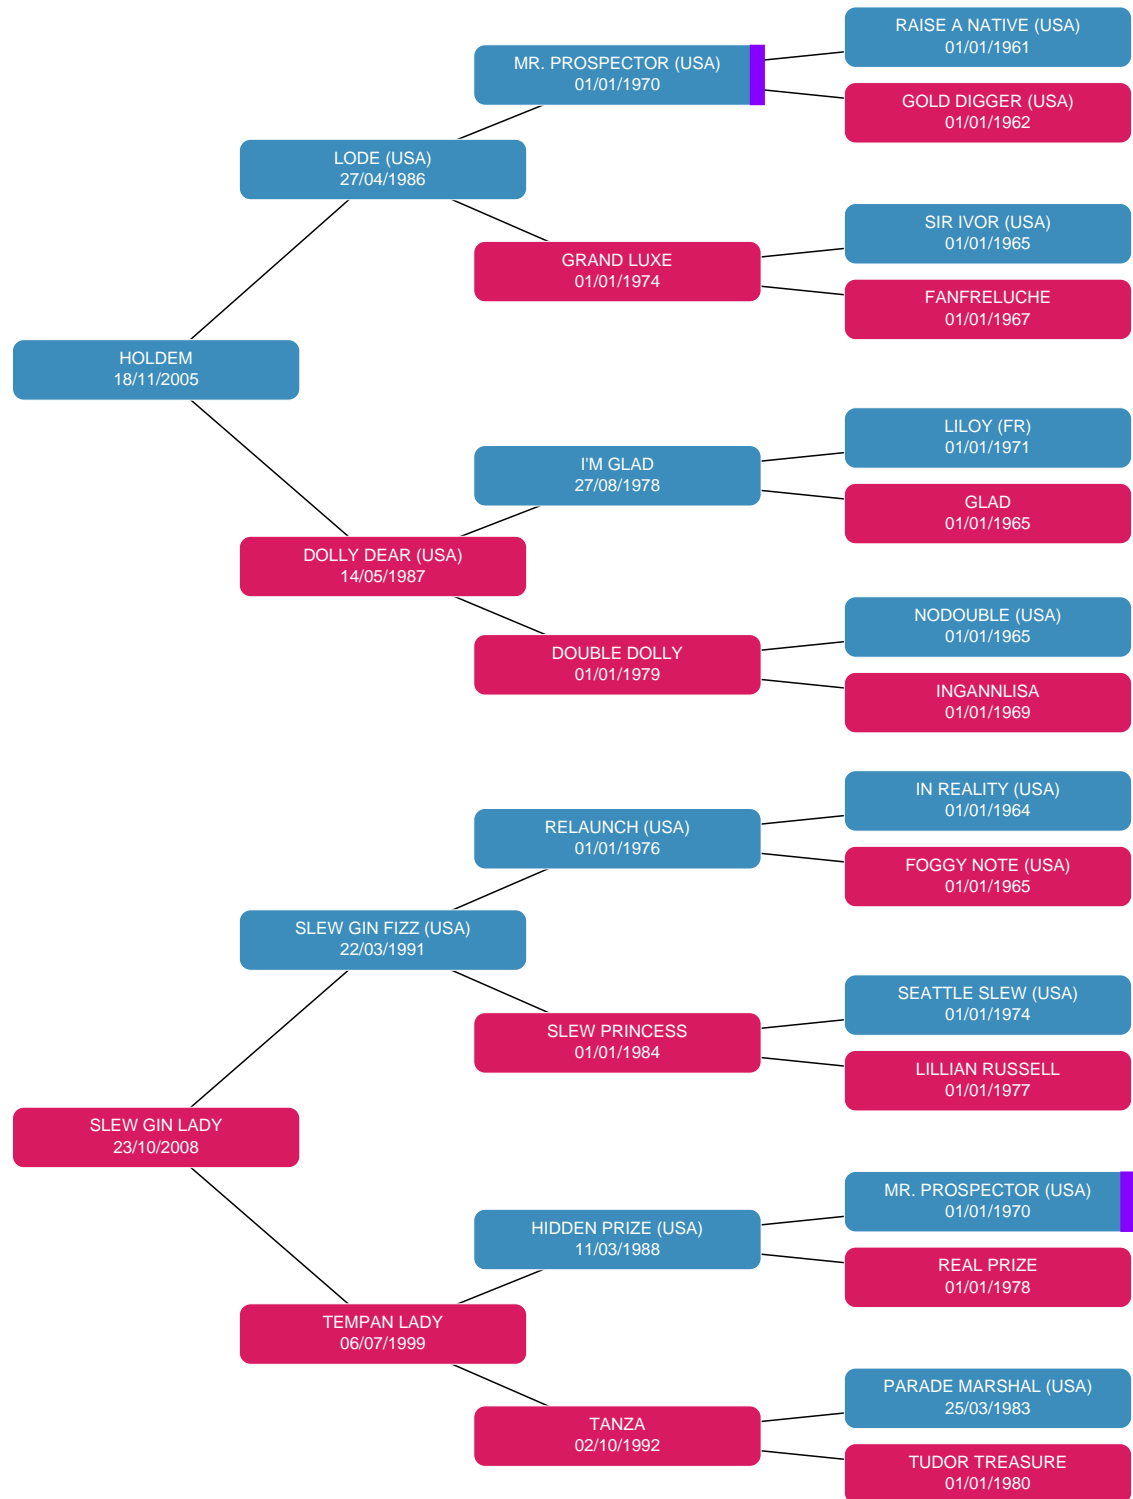 RAISE A NATIVE (USA)
01/01/1961
MR. PROSPECTOR (USA)
01/01/1970
GOLD DIGGER (USA)
01/01/1962
LODE (USA)
27/04/1986
SIR IVOR (USA)
01/01/1965
GRAND LUXE
01/01/1974
FANFRELUCHE
01/01/1967
HOLDEM
18/11/2005
LILOY (FR)
01/01/1971
I'M GLAD
27/08/1978
GLAD
01/01/1965
DOLLY DEAR (USA)
14/05/1987
NODOUBLE (USA)
01/01/1965
DOUBLE DOLLY
01/01/1979
INGANNLISA
01/01/1969
IN REALITY (USA)
01/01/1964
RELAUNCH (USA)
01/01/1976
FOGGY NOTE (USA)
01/01/1965
SLEW GIN FIZZ (USA)
22/03/1991
SEATTLE SLEW (USA)
01/01/1974
SLEW PRINCESS
01/01/1984
LILLIAN RUSSELL
01/01/1977
SLEW GIN LADY
23/10/2008
MR. PROSPECTOR (USA)
01/01/1970
HIDDEN PRIZE (USA)
11/03/1988
REAL PRIZE
01/01/1978
TEMPAN LADY
06/07/1999
PARADE MARSHAL (USA)
25/03/1983
TANZA
02/10/1992
TUDOR TREASURE
01/01/1980